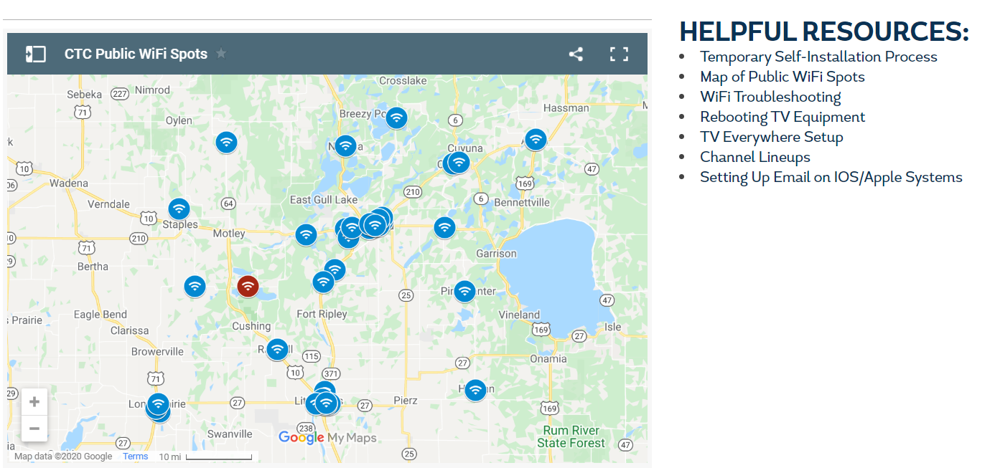 CTC Public WiFi Spots
HELPFUL RESOURCES:
• Temporary Self-Installation Process
• Map of Public WiFi Spots
• WiFi Troubleshooting
• Rebooting TV Equipment
• TV Everywhere Setup
• Channel Lineups
• Setting Up Email on IOS/Apple Systems
Crosslake
Sebeka
227
Nimrod
71
Hassman
Breezy
Oylen
6
Cuyuna
10
47
Wadena
169
210
East Gull Lake
6
Bennettville
64
Verndale
10
Staples
Motley
210
71
Garrison
Bertha
25
47
Eagle Bend
Fort Ripley
Vineland
Prairie
Clarissa
Cushing
169
Isle
27
Browerville
115
Onamia
27
10
371
71
29
27
27
Pierz
169
238
Swanville
Rum River
State Forest
27
47
25
Google My Maps
Map data ©2020 Google
Terms
10 mi